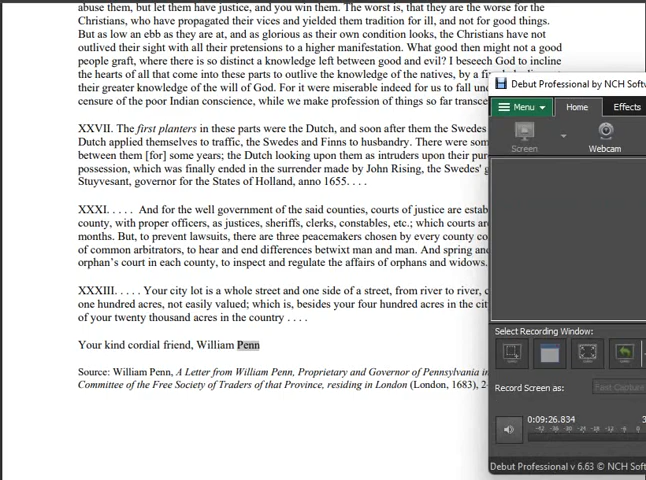 abuse them, but let them have justice, and you win them. The worst is, that they are the worse for the
Christians, who have propagated their vices and yielded them tradition for ill, and not for good things.
But as low an ebb as they are at, and as glorious as their own condition looks, the Christians have not
outlived their sight with all their pretensions to a higher manifestation. What good then might not a good
people graft, where there is so distinct a knowledge left between good and evil? I beseech God to incline
the hearts of all that come into these parts to outlive the knowledge of the natives, by a
their greater knowledge of the will of God. For it were miserable indeed for us to fall
censure of the poor Indian conscience, while we make profession of things so far
XXVII. The first planters in these parts were the Dutch, and soon after them the Swedes
Dutch applied themselves to traffic, the Swedes and Finns to husbandry. There were
between them [for] some years; the Dutch looking upon them as intruders upon their
possession, which was finally ended in the surrender made by John Rising, the Swedes'
Stuyvesant, governor for the States of Holland, anno 1655. . . .
XXXI. . . . . And for the well government of the said counties, courts of justice are
county, with proper officers, as justices, sheriffs, clerks, constables, etc.; which courts
months. But, to prevent lawsuits, there are three peacemakers chosen by every county
of common arbitrators, to hear and end differences betwixt man and man. And spring
orphan's court in each county, to inspect and regulate the affairs of orphans and widows.
XXXIII. . . . . Your city lot is a whole street and one side of a street, from river to river,
one hundred acres, not easily valued; which is, besides your four hundred acres in the
of your twenty thousand acres in the country . . . .
Your kind cordial friend, William Penn
Source: William Penn, A Letter from William Penn, Proprietary and Governor of Pennsylvania in
Committee of the Free Society of Traders of that Province, residing in London (London, 1683),
Debut Professional by NCH Sof
Menu Home Effects
Screen Webcam
Select Recording Window:
Record Screen as: Fast Capture
0:09:26.834
-42 -36 -30 -24 -18 -12 -6 0
Debut Professional v 6.63 © NCH Soft